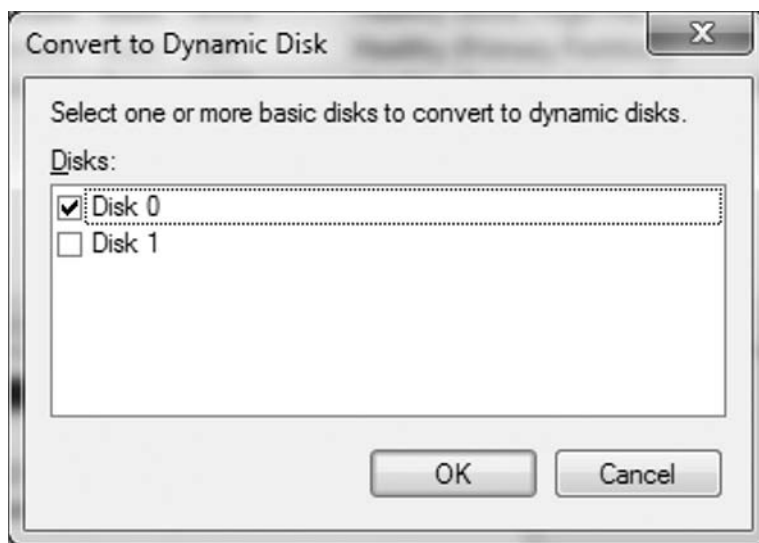 Convert to Dynamic Disk
Select one or more basic disks to convert to dynamic disks.
Disks:
Disk 0
Disk 1
OK
Cancel